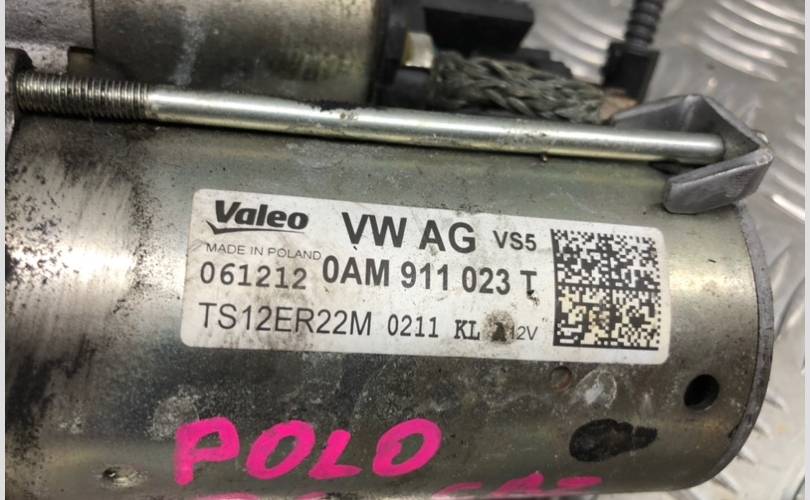 Valeo VW AG VS5
MADE IN POLAND
061212 0AM 911 023 T
TS12ER22M 0211 KL 12V
POLO